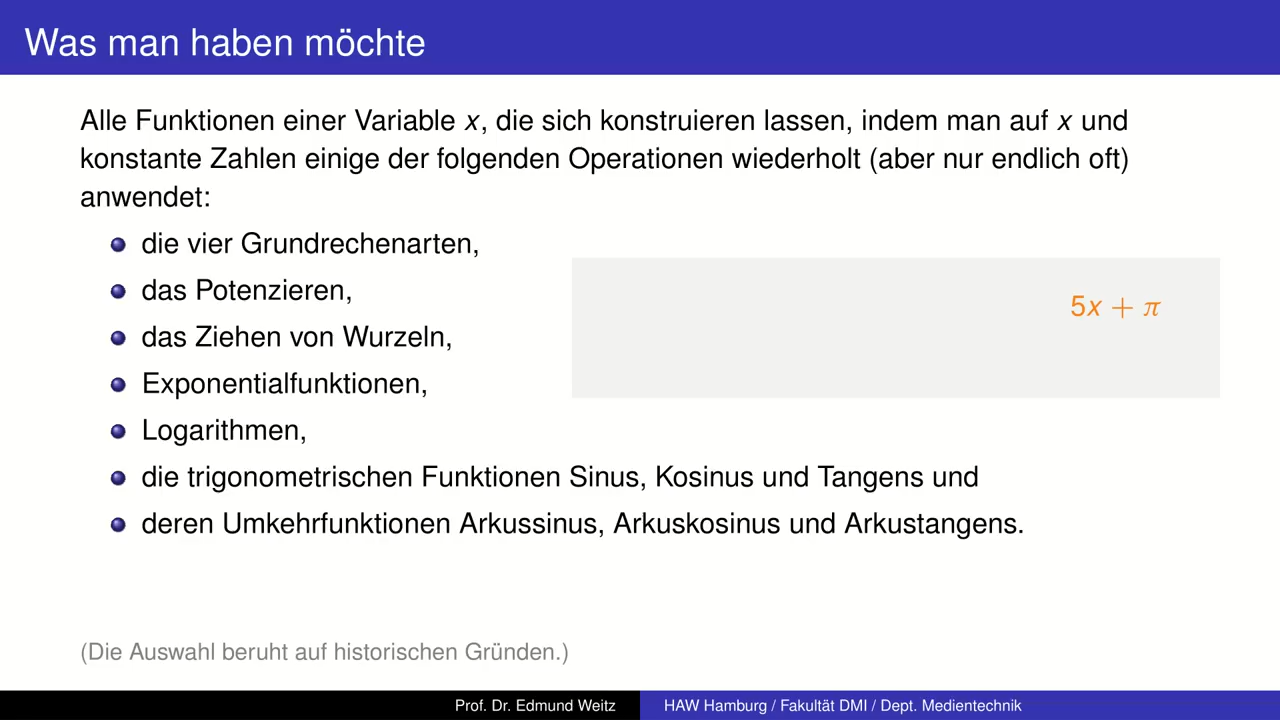 Was man haben möchte
Alle Funktionen einer Variable x, die sich konstruieren lassen, indem man auf x und
konstante Zahlen einige der folgenden Operationen wiederholt (aber nur endlich oft)
anwendet:
die vier Grundrechenarten,
das Potenzieren,
5x + π
das Ziehen von Wurzeln,
Exponentialfunktionen,
Logarithmen,
die trigonometrischen Funktionen Sinus, Kosinus und Tangens und
deren Umkehrfunktionen Arkussinus, Arkuskosinus und Arkustangens.
(Die Auswahl beruht auf historischen Gründen.)
Prof. Dr. Edmund Weitz
HAW Hamburg / Fakultät DMI / Dept. Medientechnik